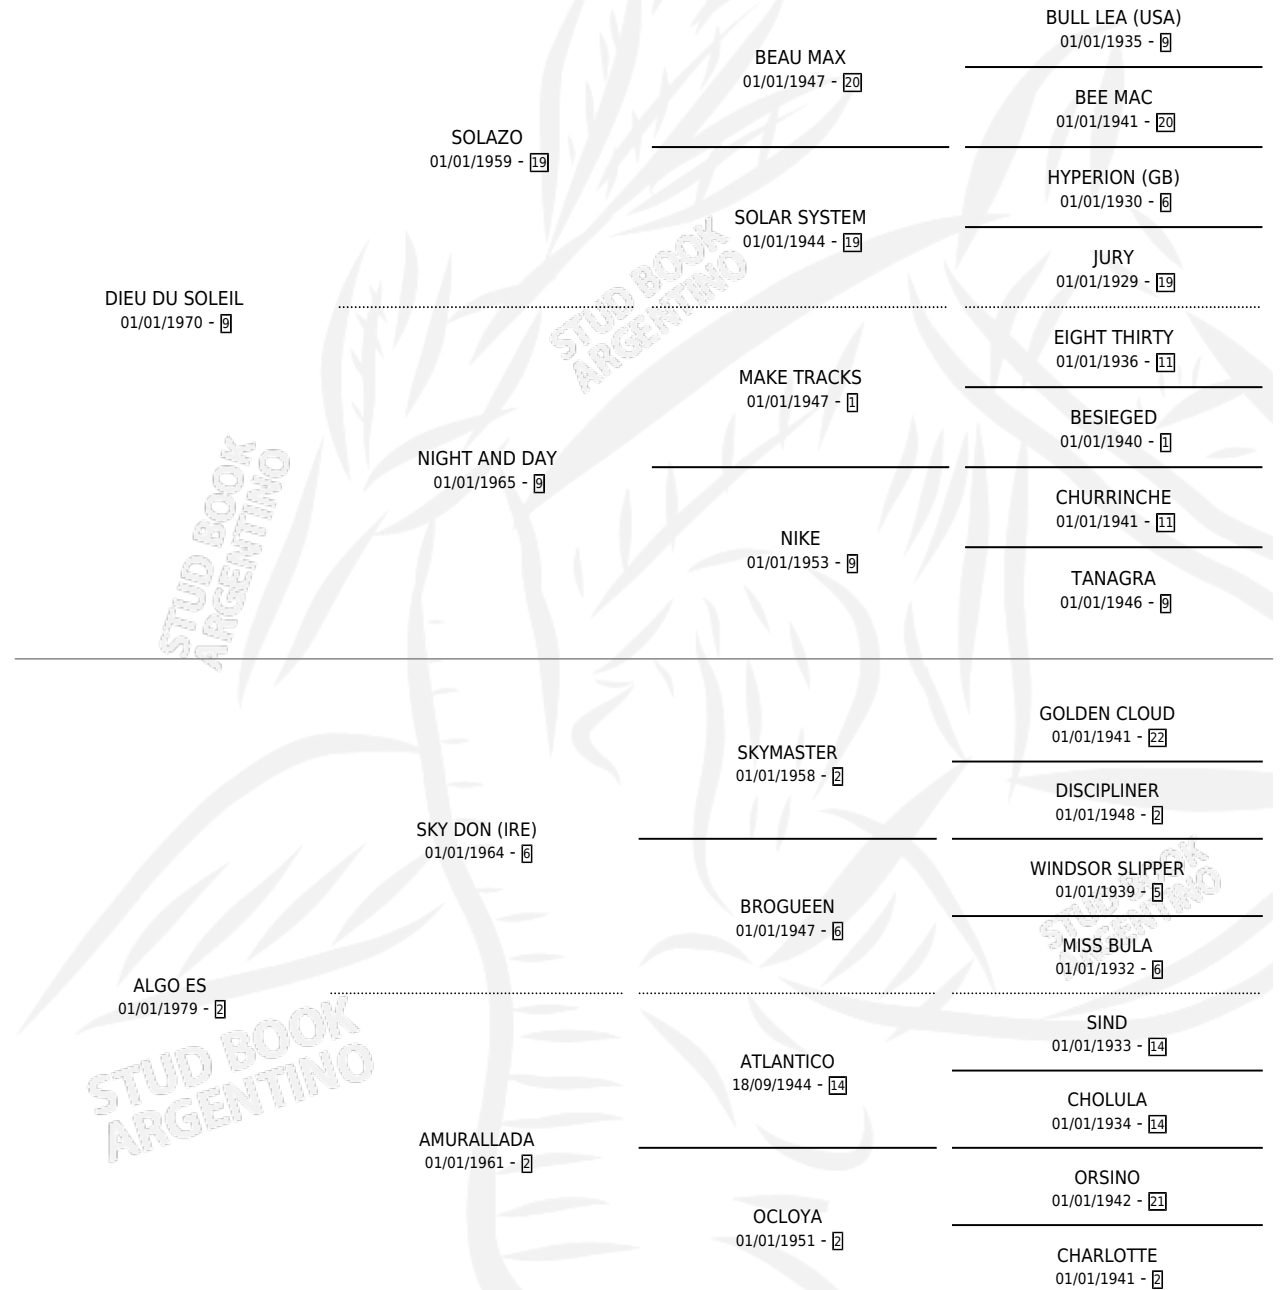 BULL LEA (USA)
01/01/1935 - 9
BEAU MAX
01/01/1947 - 20
BEE MAC
01/01/1941 - 20
SOLAZO
01/01/1959 - 19
HYPERION (GB)
01/01/1930 - 6
SOLAR SYSTEM
01/01/1944 - 19
JURY
01/01/1929 - 19
DIEU DU SOLEIL
01/01/1970 - 9
EIGHT THIRTY
01/01/1936 - 11
MAKE TRACKS
01/01/1947 - 1
BESIEGED
01/01/1940 - 1
NIGHT AND DAY
01/01/1965 - 9
CHURRINCHE
01/01/1941 - 11
NIKE
01/01/1953 - 9
TANAGRA
01/01/1946 - 9
GOLDEN CLOUD
01/01/1941 - 22
SKYMASTER
01/01/1958 - 2
DISCIPLINER
01/01/1948 - 2
SKY DON (IRE)
01/01/1964 - 6
WINDSOR SLIPPER
01/01/1939 - 5
BROGUEEN
01/01/1947 - 6
MISS BULA
01/01/1932 - 6
ALGO ES
01/01/1979 - 2
SIND
01/01/1933 - 14
ATLANTICO
18/09/1944 - 14
CHOLULA
01/01/1934 - 14
AMURALLADA
01/01/1961 - 2
ORSINO
01/01/1942 - 21
OCLOYA
01/01/1951 - 2
CHARLOTTE
01/01/1941 - 2
STUD BOOK
ARGENTINO
STUD BOOK
ARGENTINO
STUD BOOK
ARGENTINO
STUD BOOK
ARGENTINO